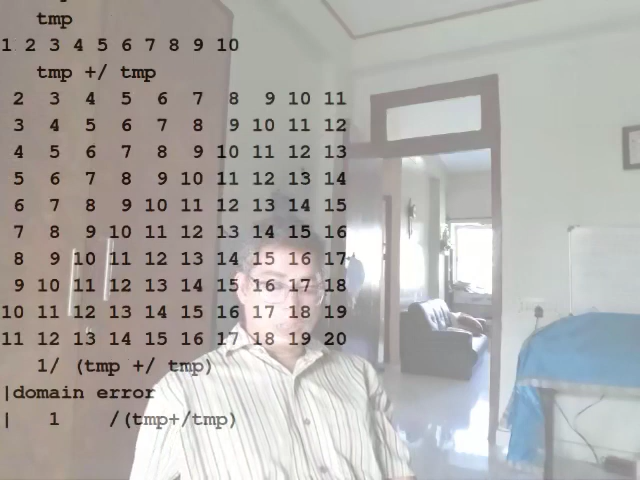 tmp
1 2 3 4 5 6 7 8 9 10
tmp +/ tmp
2 3 4 5 6 7 8 9 10 11
3 4 5 6 7 8 9 10 11 12
4 5 6 7 8 9 10 11 12 13
5 6 7 8 9 10 11 12 13 14
6 7 8 9 10 11 12 13 14 15
7 8 9 10 11 12 13 14 15 16
8 9 10 11 12 13 14 15 16 17
9 10 11 12 13 14 15 16 17 18
10 11 12 13 14 15 16 17 18 19
11 12 13 14 15 16 17 18 19 20
1/ (tmp +/ tmp)
|domain error
| 1 /(tmp+/tmp)